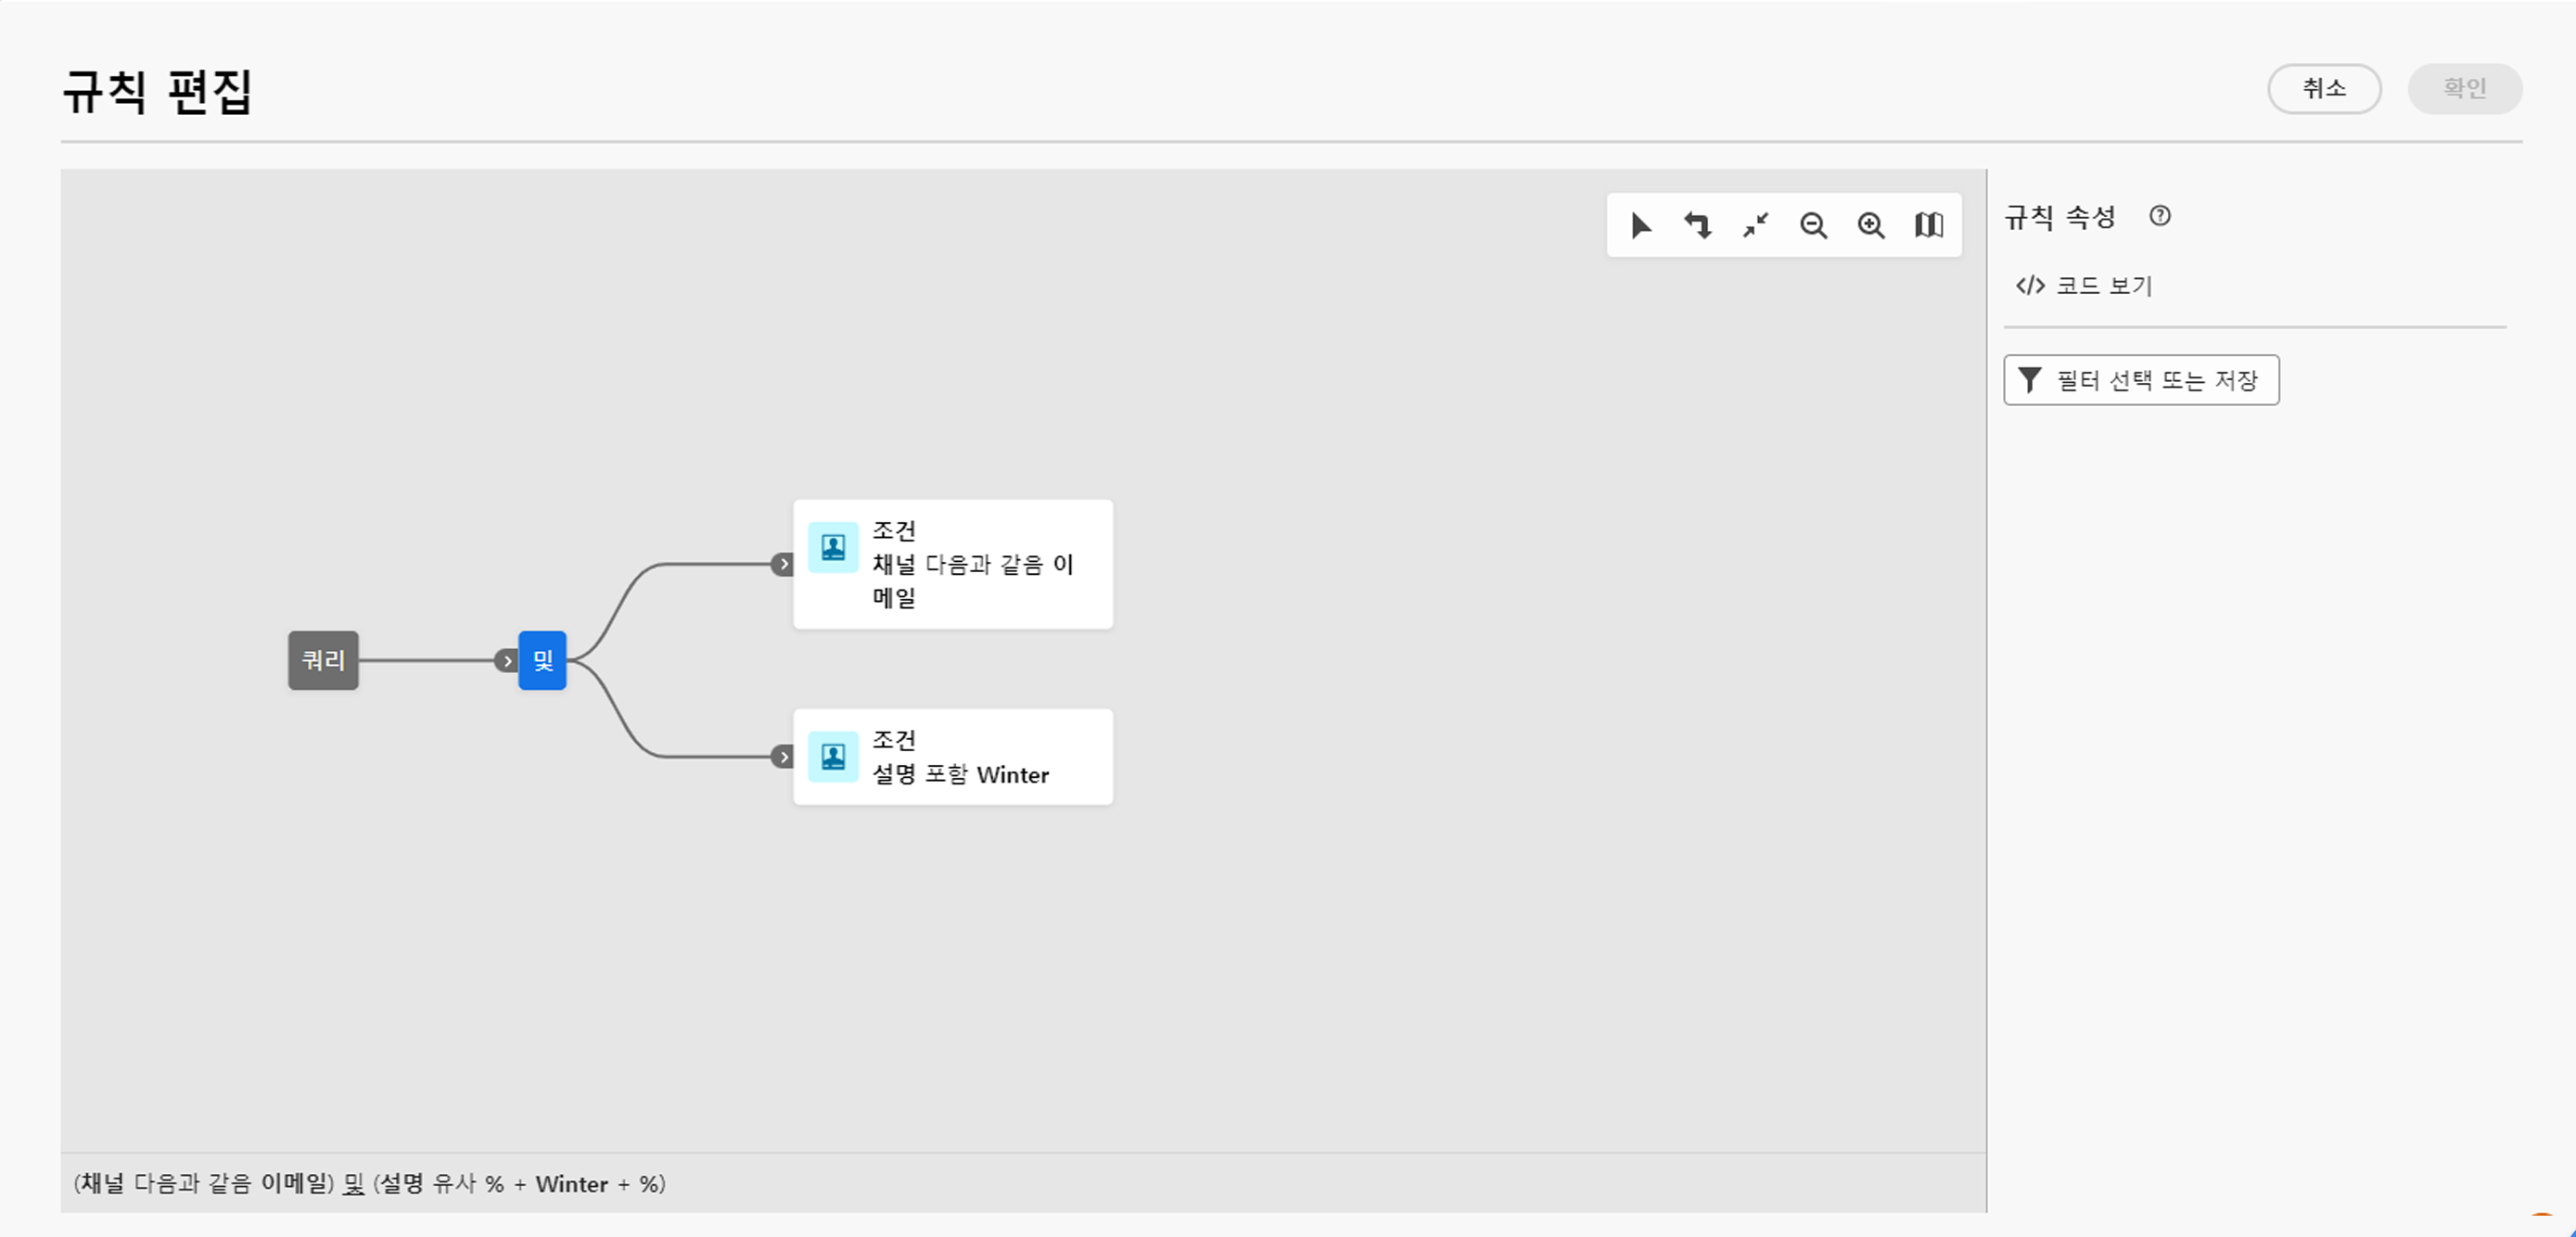 규칙 편집
취소
확인
규칙 속성
</> 코드 보기
필터 선택 또는 저장
쿼리
및
조건
채널 다음과 같음 이
메일
조건
설명 포함 Winter
(채널 다음과 같음 이메일) 및 (설명 유사 % + Winter + %)